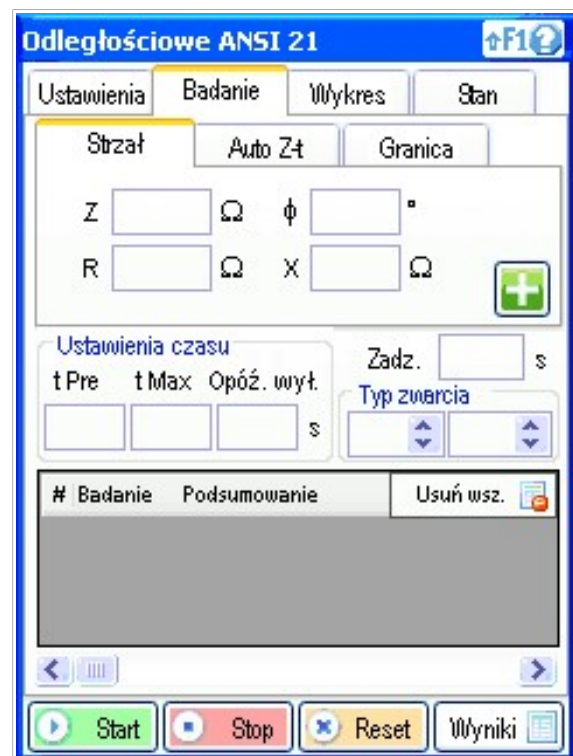 Odległościowe ANSI 21 F1?
Ustawienia Badanie Wykres Stan
Strzał Auto Z-t Granica
Z Ω ϕ °
R Ω X Ω
Ustawienia czasu
Zadz. s
t Pre t Max Opóź. wył.
Typ zwarcia
s
# Badanie Podsumowanie Usuń wsz.
Start Stop Reset Wyniki